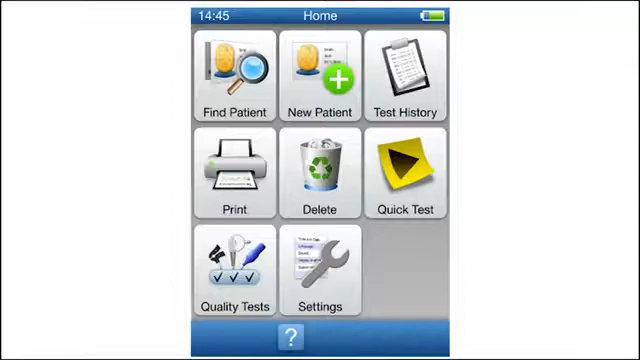 14:45 Home
Find Patient New Patient Test History
Print Delete Quick Test
Quality Tests Settings
?